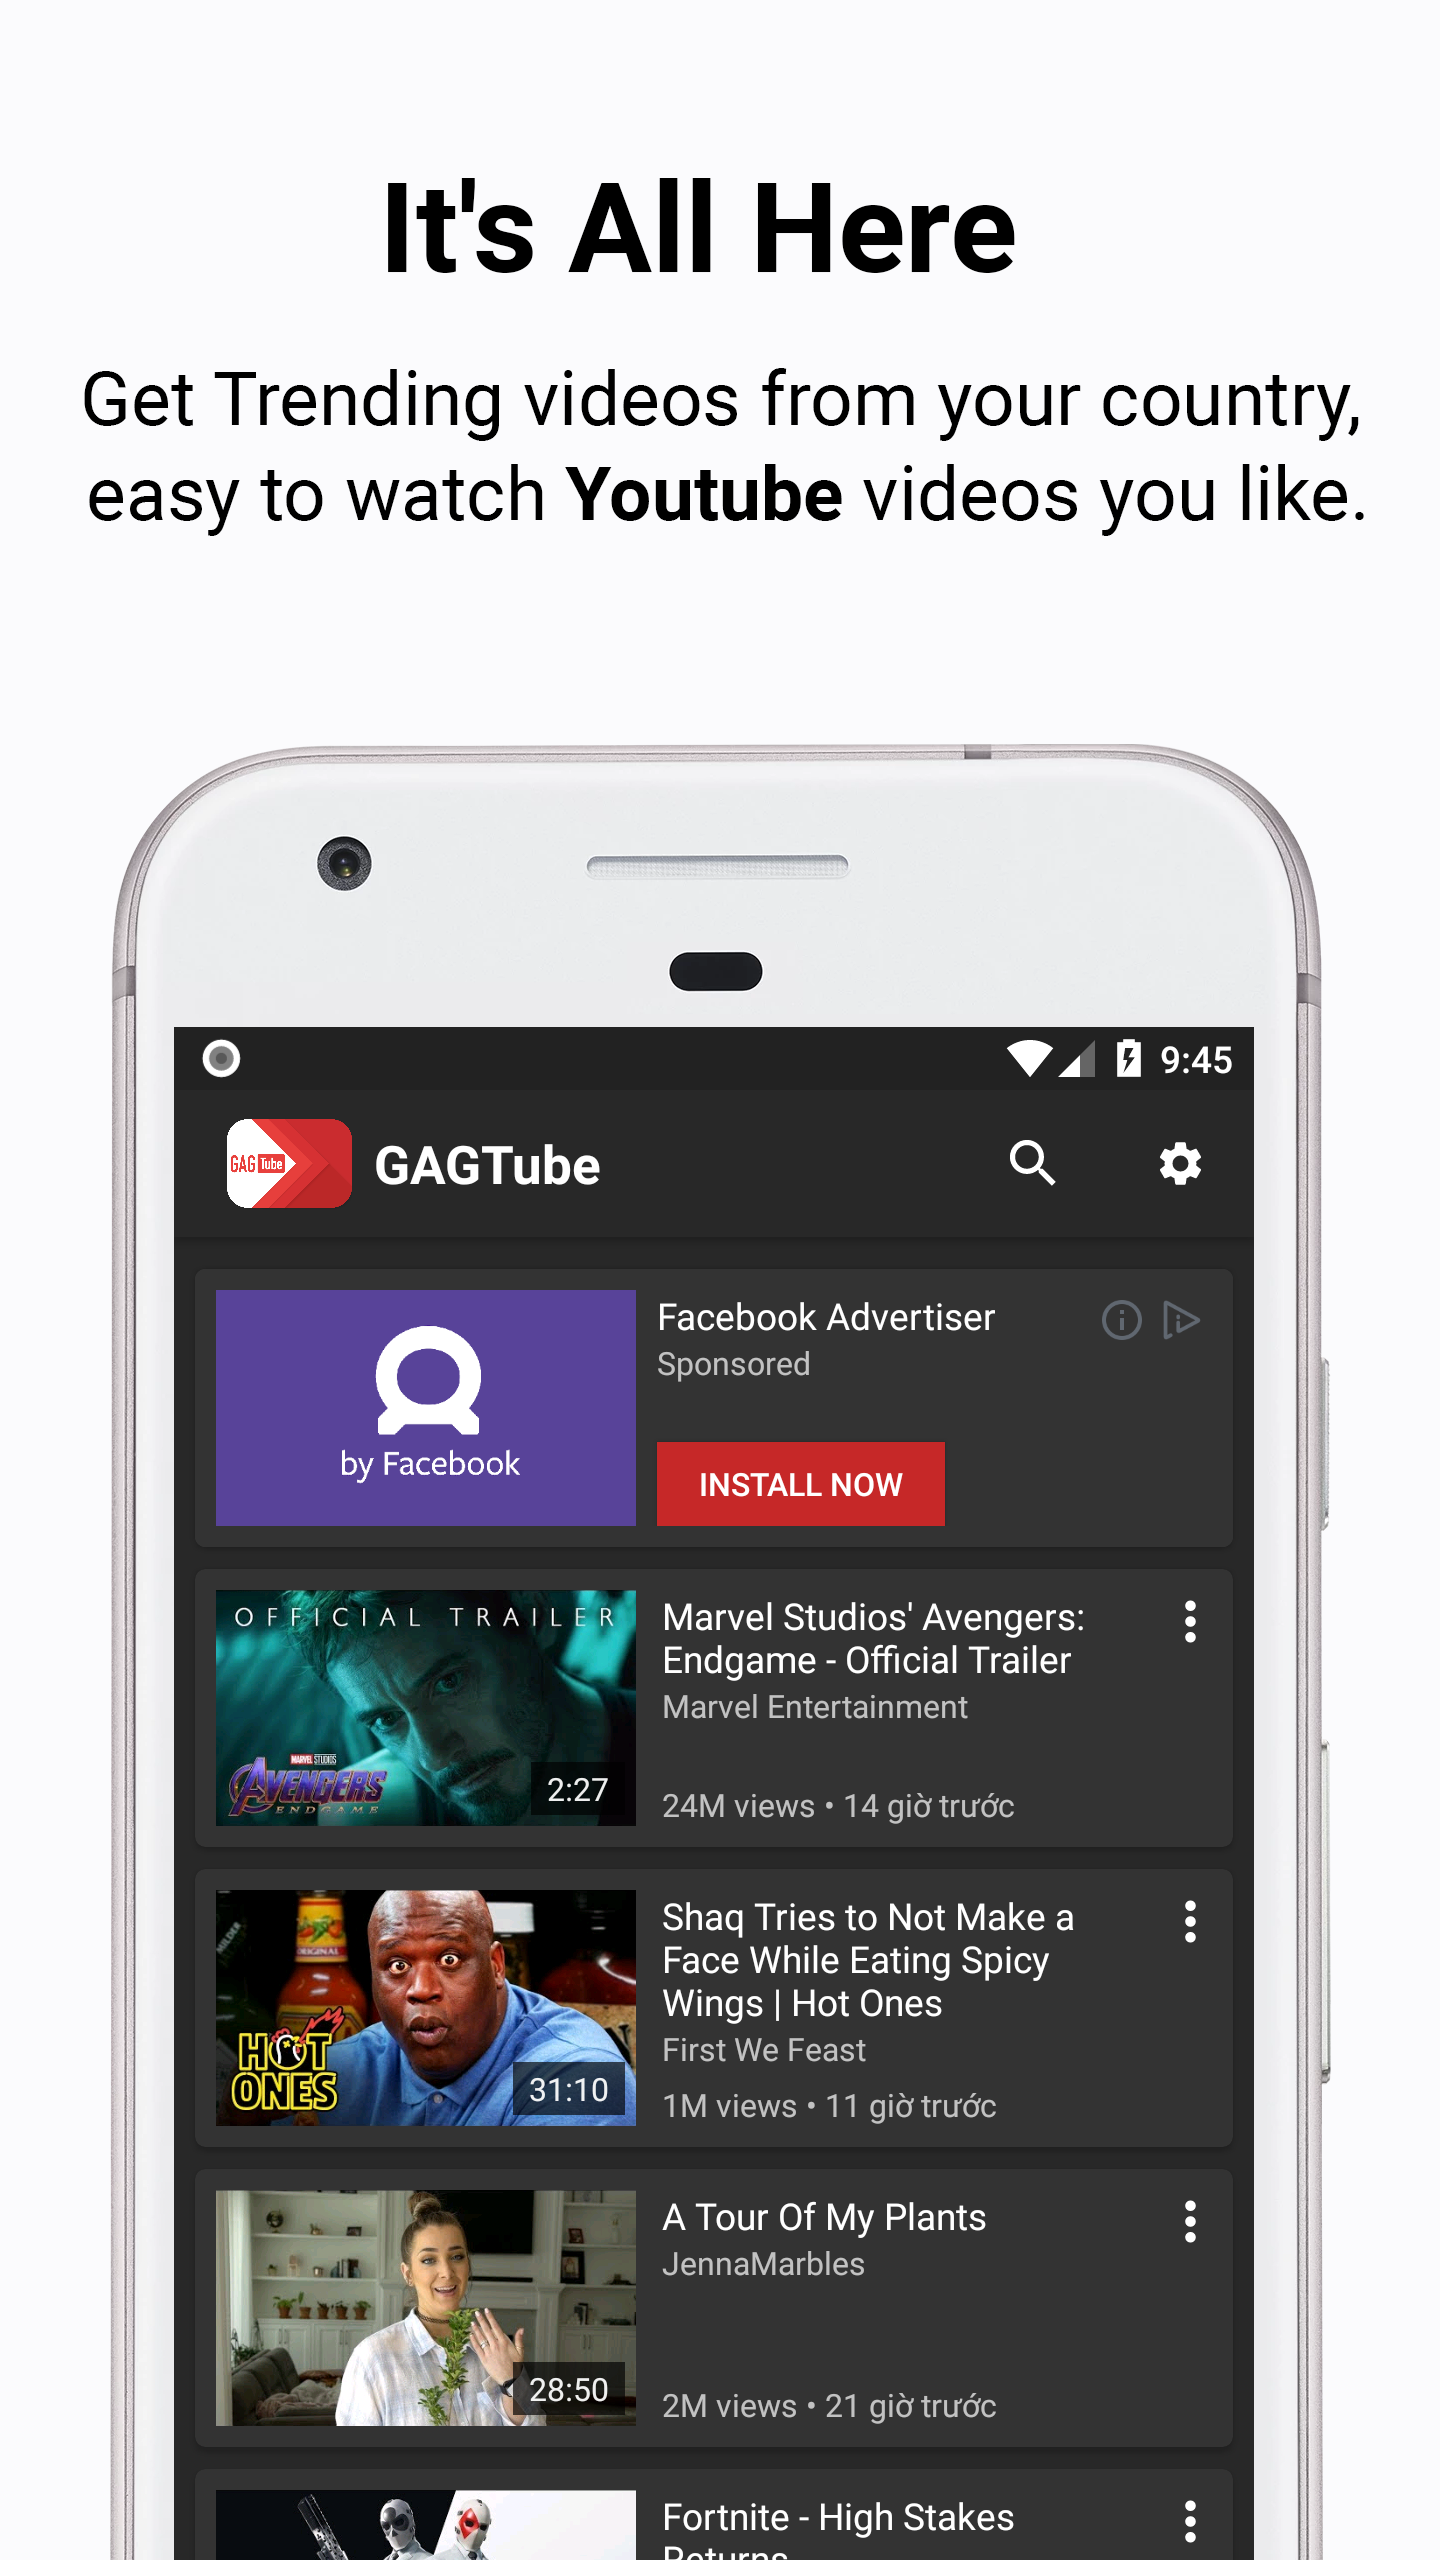 It's All Here
Get Trending videos from your country,
easy to watch Youtube videos you like.
9:45
GAG Tube
GAGTube
by Facebook
Facebook Advertiser
Sponsored
INSTALL NOW
OFFICIAL TRAILER
MARVEL STUDIOS
AVENGERS
ENDGAME
2:27
Marvel Studios' Avengers:
Endgame - Official Trailer
Marvel Entertainment
24M views • 14 giờ trước
MILDER
ORIGINAL
HOT
ONES
31:10
Shaq Tries to Not Make a
Face While Eating Spicy
Wings | Hot Ones
First We Feast
1M views • 11 giờ trước
28:50
A Tour Of My Plants
JennaMarbles
2M views • 21 giờ trước
Fortnite - High Stakes
Returns